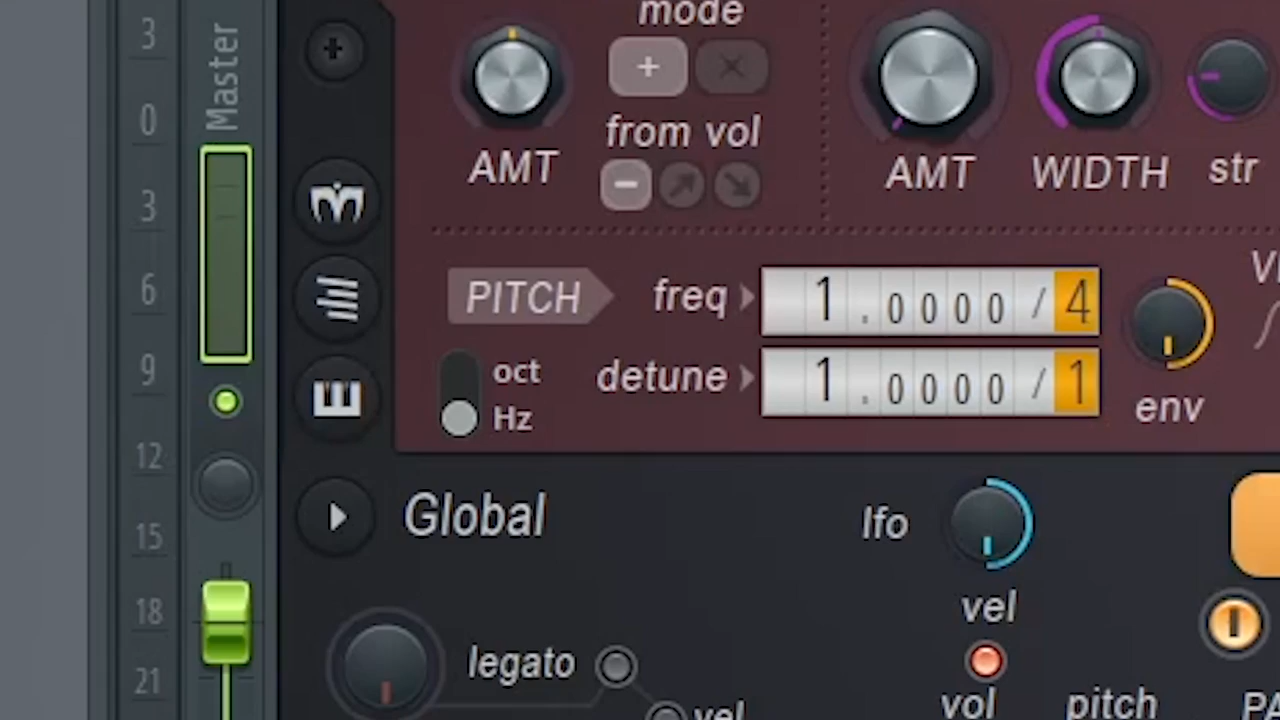 3
0
3
6
9
12
15
18
21
Master
mode
AMT
+
from vol
AMT
WIDTH
str
PITCH
freq
1.0000/4
detune
1.0000/1
oct
Hz
env
Global
lfo
vel
legato
vel
vol
pitch